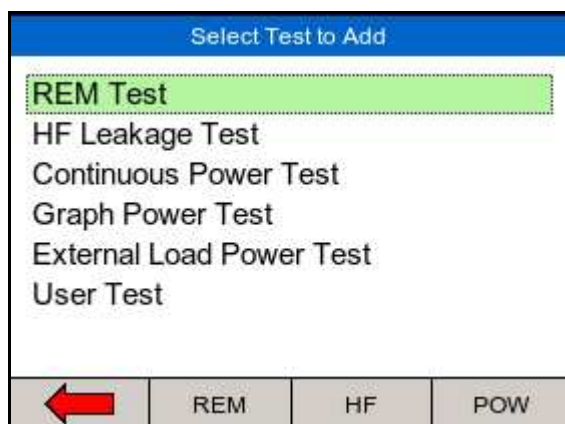 Select Test to Add
REM Test
HF Leakage Test
Continuous Power Test
Graph Power Test
External Load Power Test
User Test
REM HF POW